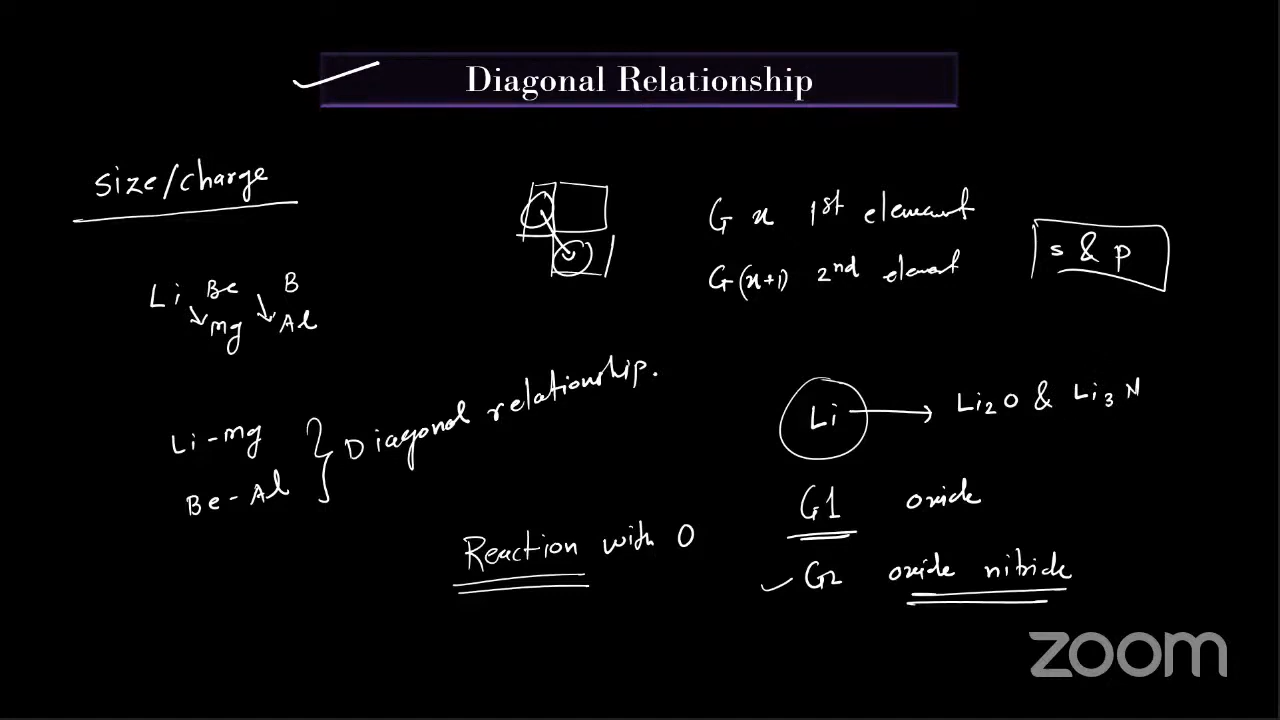 Diagonal Relationship
size/charge
Li Be B
Mg Al
G x 1st element
G(x+1) 2nd element
s & p
Li-Mg
Be-Al
Diagonal relationship.
Li → Li2O & Li3N
G1 oxide
G2 oxide nitride
Reaction with O
zoom